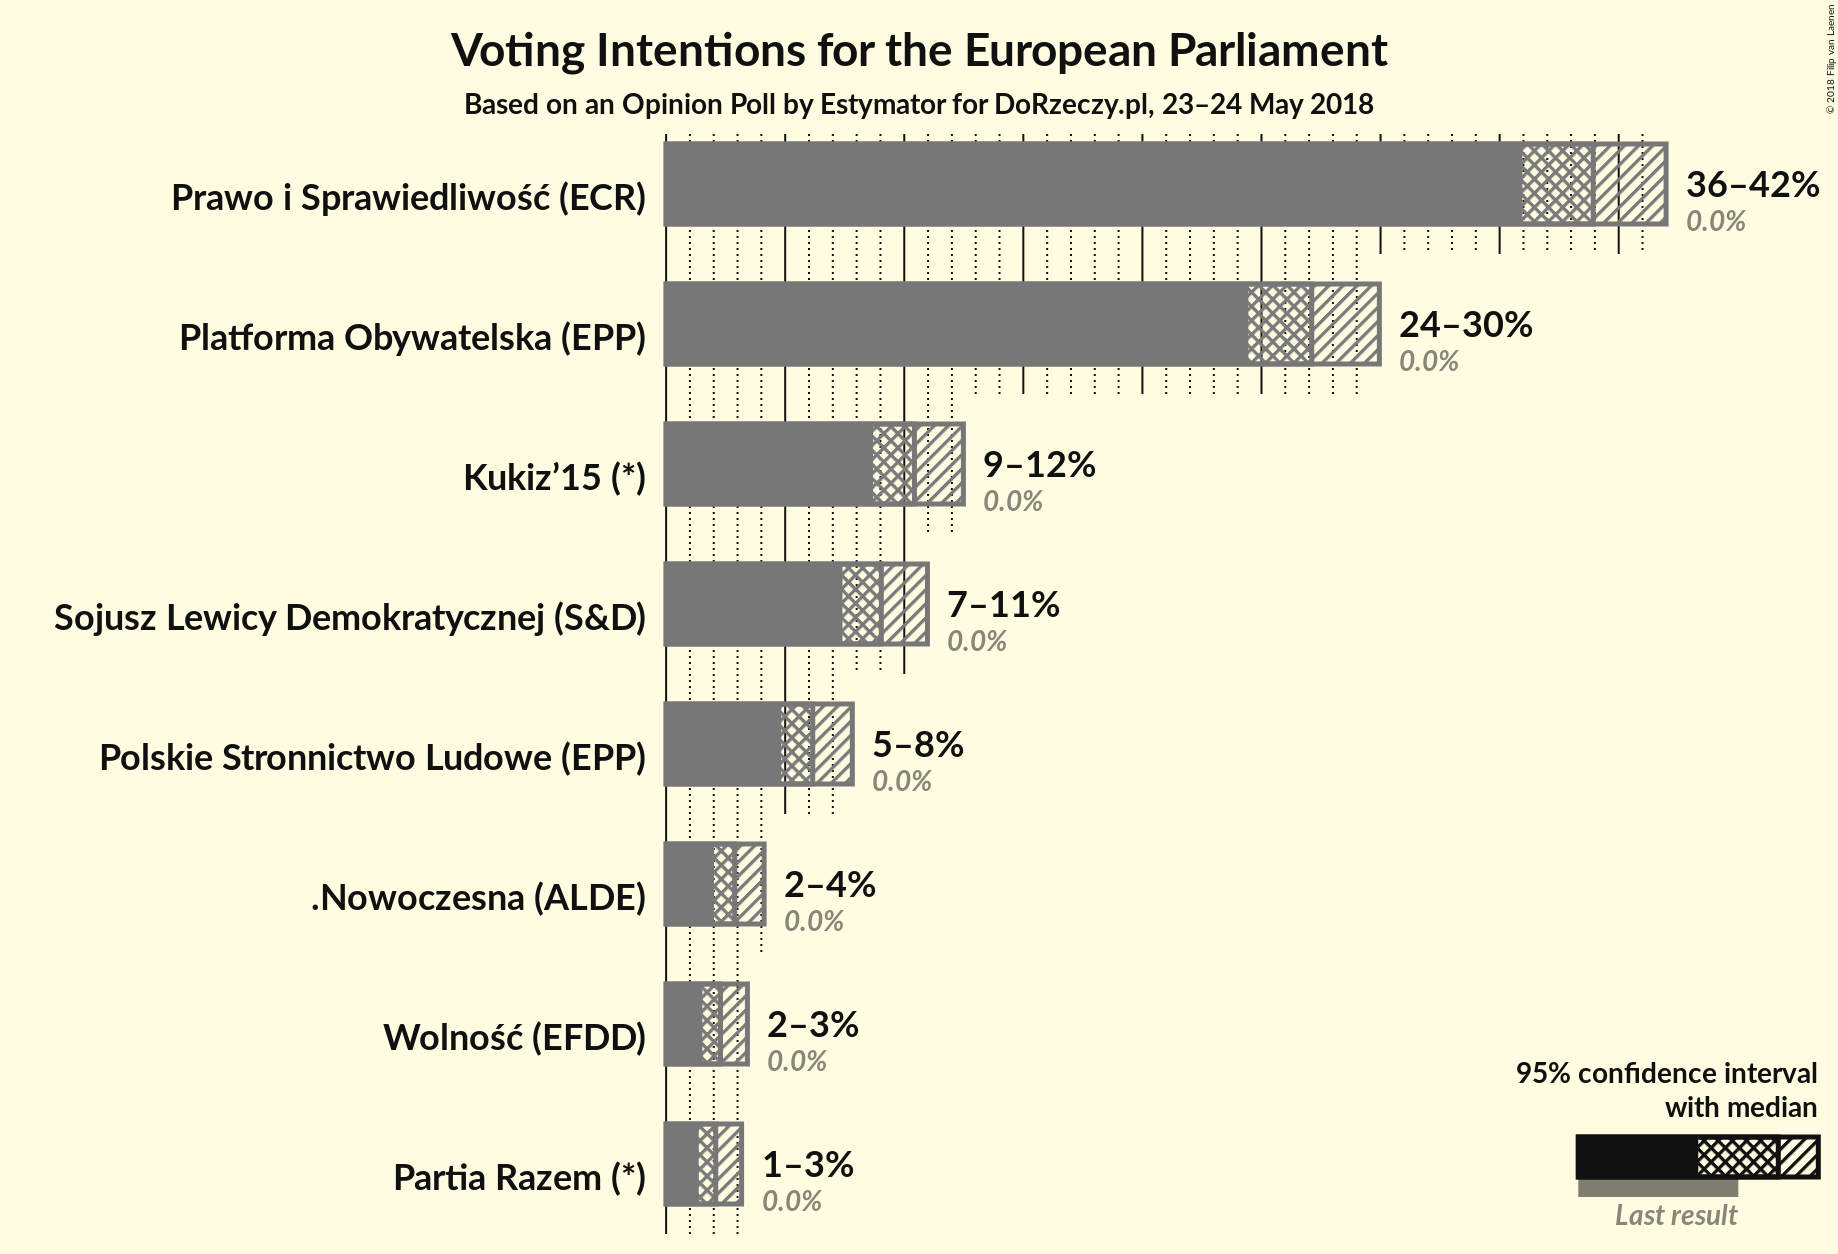 Voting Intentions for the European Parliament
Based on an Opinion Poll by Estymator for DoRzeczy.pl, 23–24 May 2018
© 2018 Filip van Laenen
Prawo i Sprawiedliwość (ECR)
36–42%
0.0%
Platforma Obywatelska (EPP)
24–30%
0.0%
Kukiz’15 (*)
9–12%
0.0%
Sojusz Lewicy Demokratycznej (S&D)
7–11%
0.0%
Polskie Stronnictwo Ludowe (EPP)
5–8%
0.0%
.Nowoczesna (ALDE)
2–4%
0.0%
Wolność (EFDD)
2–3%
0.0%
Partia Razem (*)
1–3%
0.0%
95% confidence interval
with median
Last result